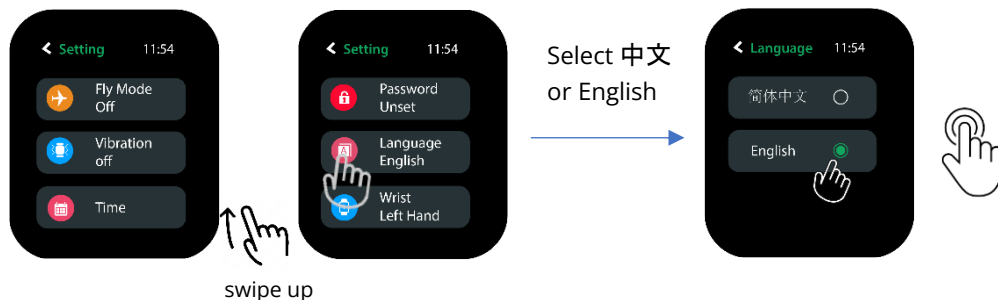 Setting 11:54
Fly Mode
Off
Vibration
off
Time
swipe up
Setting 11:54
Password
Unset
Language
English
Wrist
Left Hand
Select 中文
or English
Language 11:54
简体中文
English